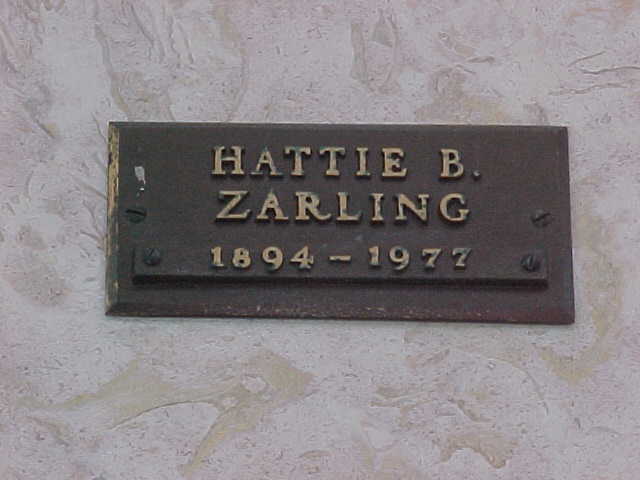 HATTIE B.
ZARLING
1894 - 1977